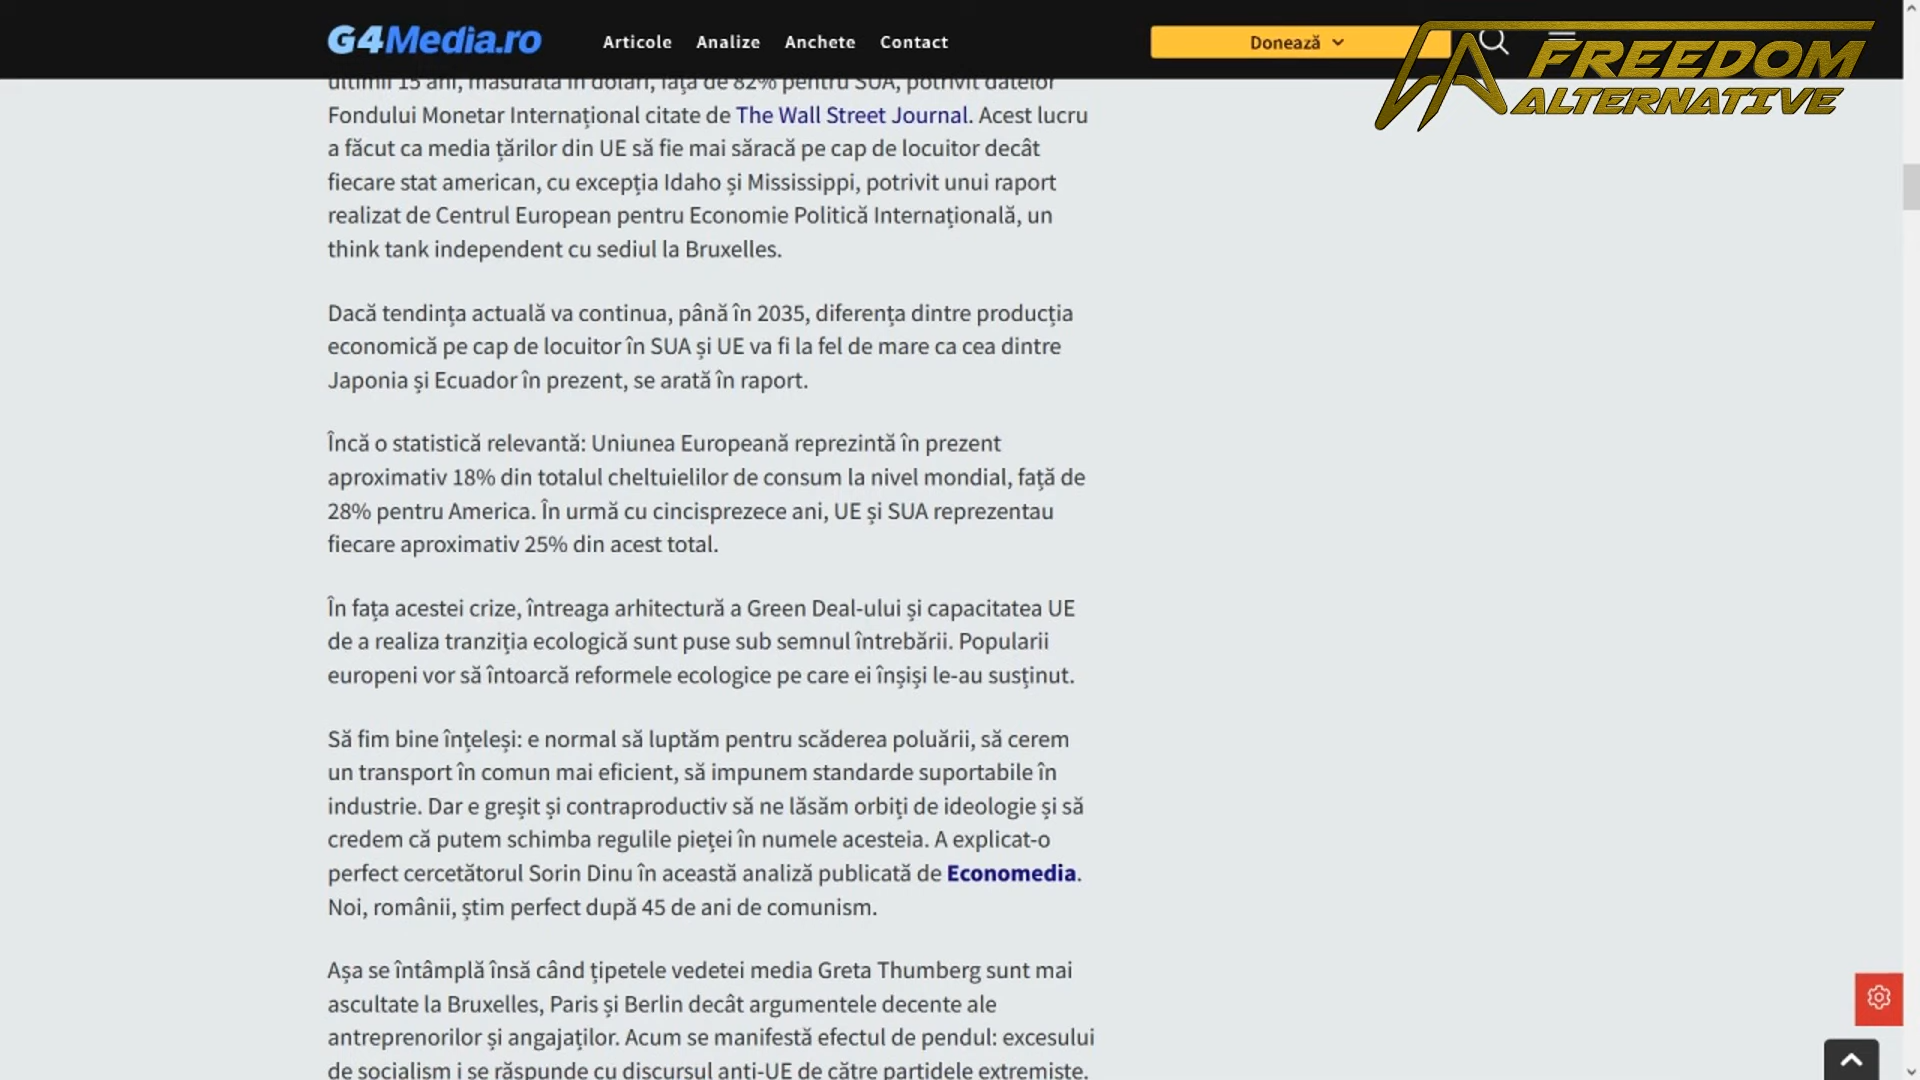 G4Media.ro
Articole Analize Anchete Contact
Donează
FREEDOM
ALTERNATIVE
ultimii 15 ani, măsurată în dolari, față de 82% pentru SUA, potrivit datelor
Fondului Monetar Internațional citate de The Wall Street Journal. Acest lucru
a făcut ca media țărilor din UE să fie mai săracă pe cap de locuitor decât
fiecare stat american, cu excepția Idaho și Mississippi, potrivit unui raport
realizat de Centrul European pentru Economie Politică Internațională, un
think tank independent cu sediul la Bruxelles.
Dacă tendința actuală va continua, până în 2035, diferența dintre producția
economică pe cap de locuitor în SUA și UE va fi la fel de mare ca cea dintre
Japonia și Ecuador în prezent, se arată în raport.
Încă o statistică relevantă: Uniunea Europeană reprezintă în prezent
aproximativ 18% din totalul cheltuielilor de consum la nivel mondial, față de
28% pentru America. În urmă cu cincisprezece ani, UE și SUA reprezentau
fiecare aproximativ 25% din acest total.
În fața acestei crize, întreaga arhitectură a Green Deal-ului și capacitatea UE
de a realiza tranziția ecologică sunt puse sub semnul întrebării. Popularii
europeni vor să întoarcă reformele ecologice pe care ei înșiși le-au susținut.
Să fim bine înțeleși: e normal să luptăm pentru scăderea poluării, să cerem
un transport în comun mai eficient, să impunem standarde suportabile în
industrie. Dar e greșit și contraproductiv să ne lăsăm orbiți de ideologie și să
credem că putem schimba regulile pieței în numele acesteia. A explicat-o
perfect cercetătorul Sorin Dinu în această analiză publicată de Economedia.
Noi, românii, știm perfect după 45 de ani de comunism.
Așa se întâmplă însă când țipetele vedetei media Greta Thumberg sunt mai
ascultate la Bruxelles, Paris și Berlin decât argumentele decente ale
antreprenorilor și angajaților. Acum se manifestă efectul de pendul: excesului
de socialism i se răspunde cu discursul anti-UE de către partidele extremiste.